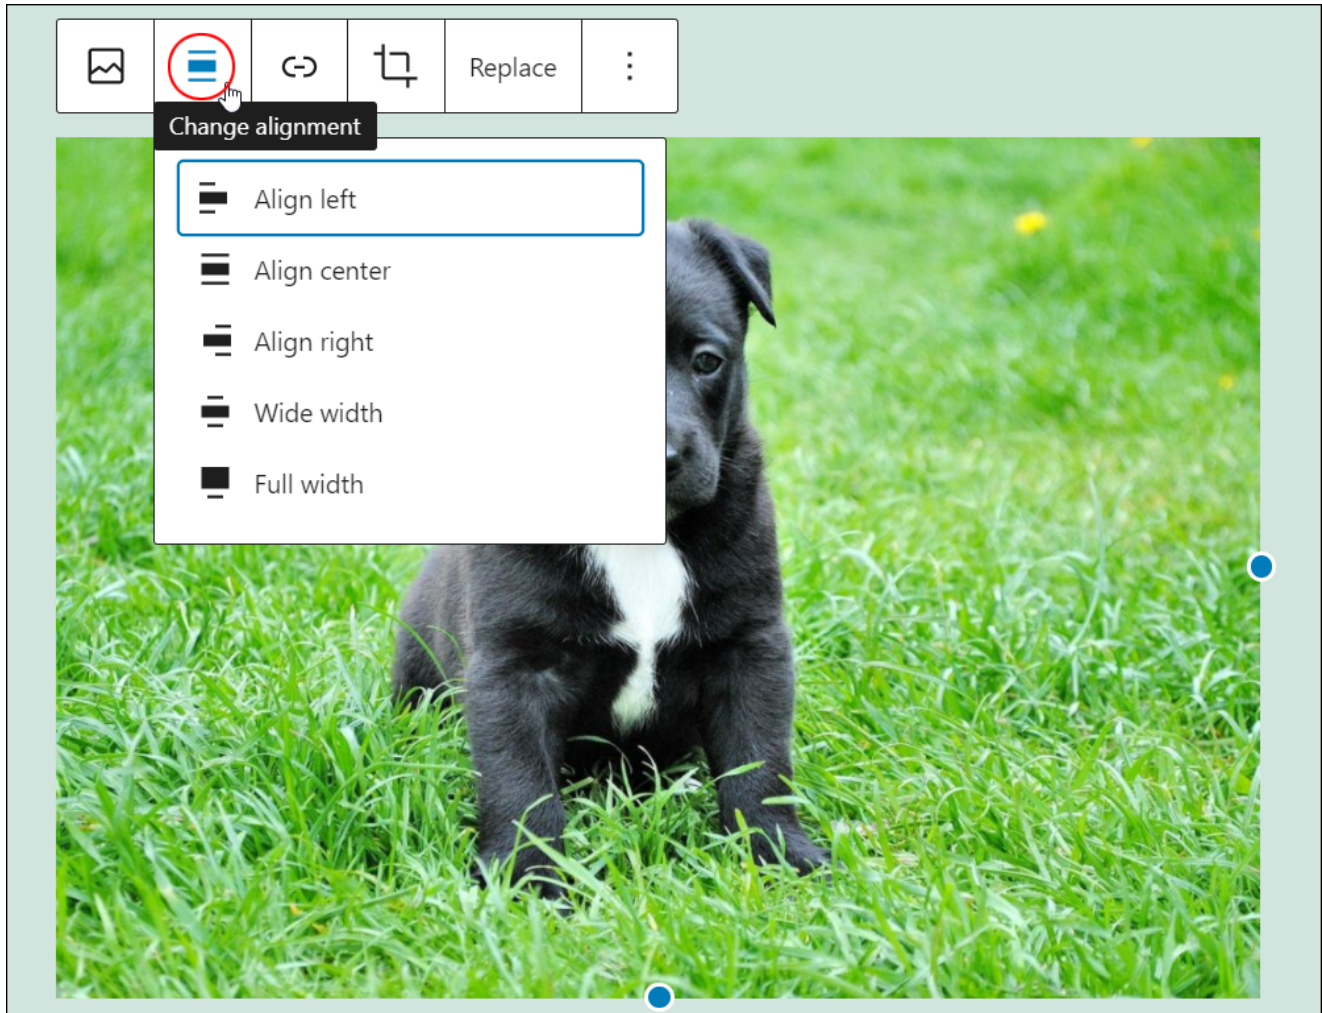 Replace
Change alignment
Align left
Align center
Align right
Wide width
Full width